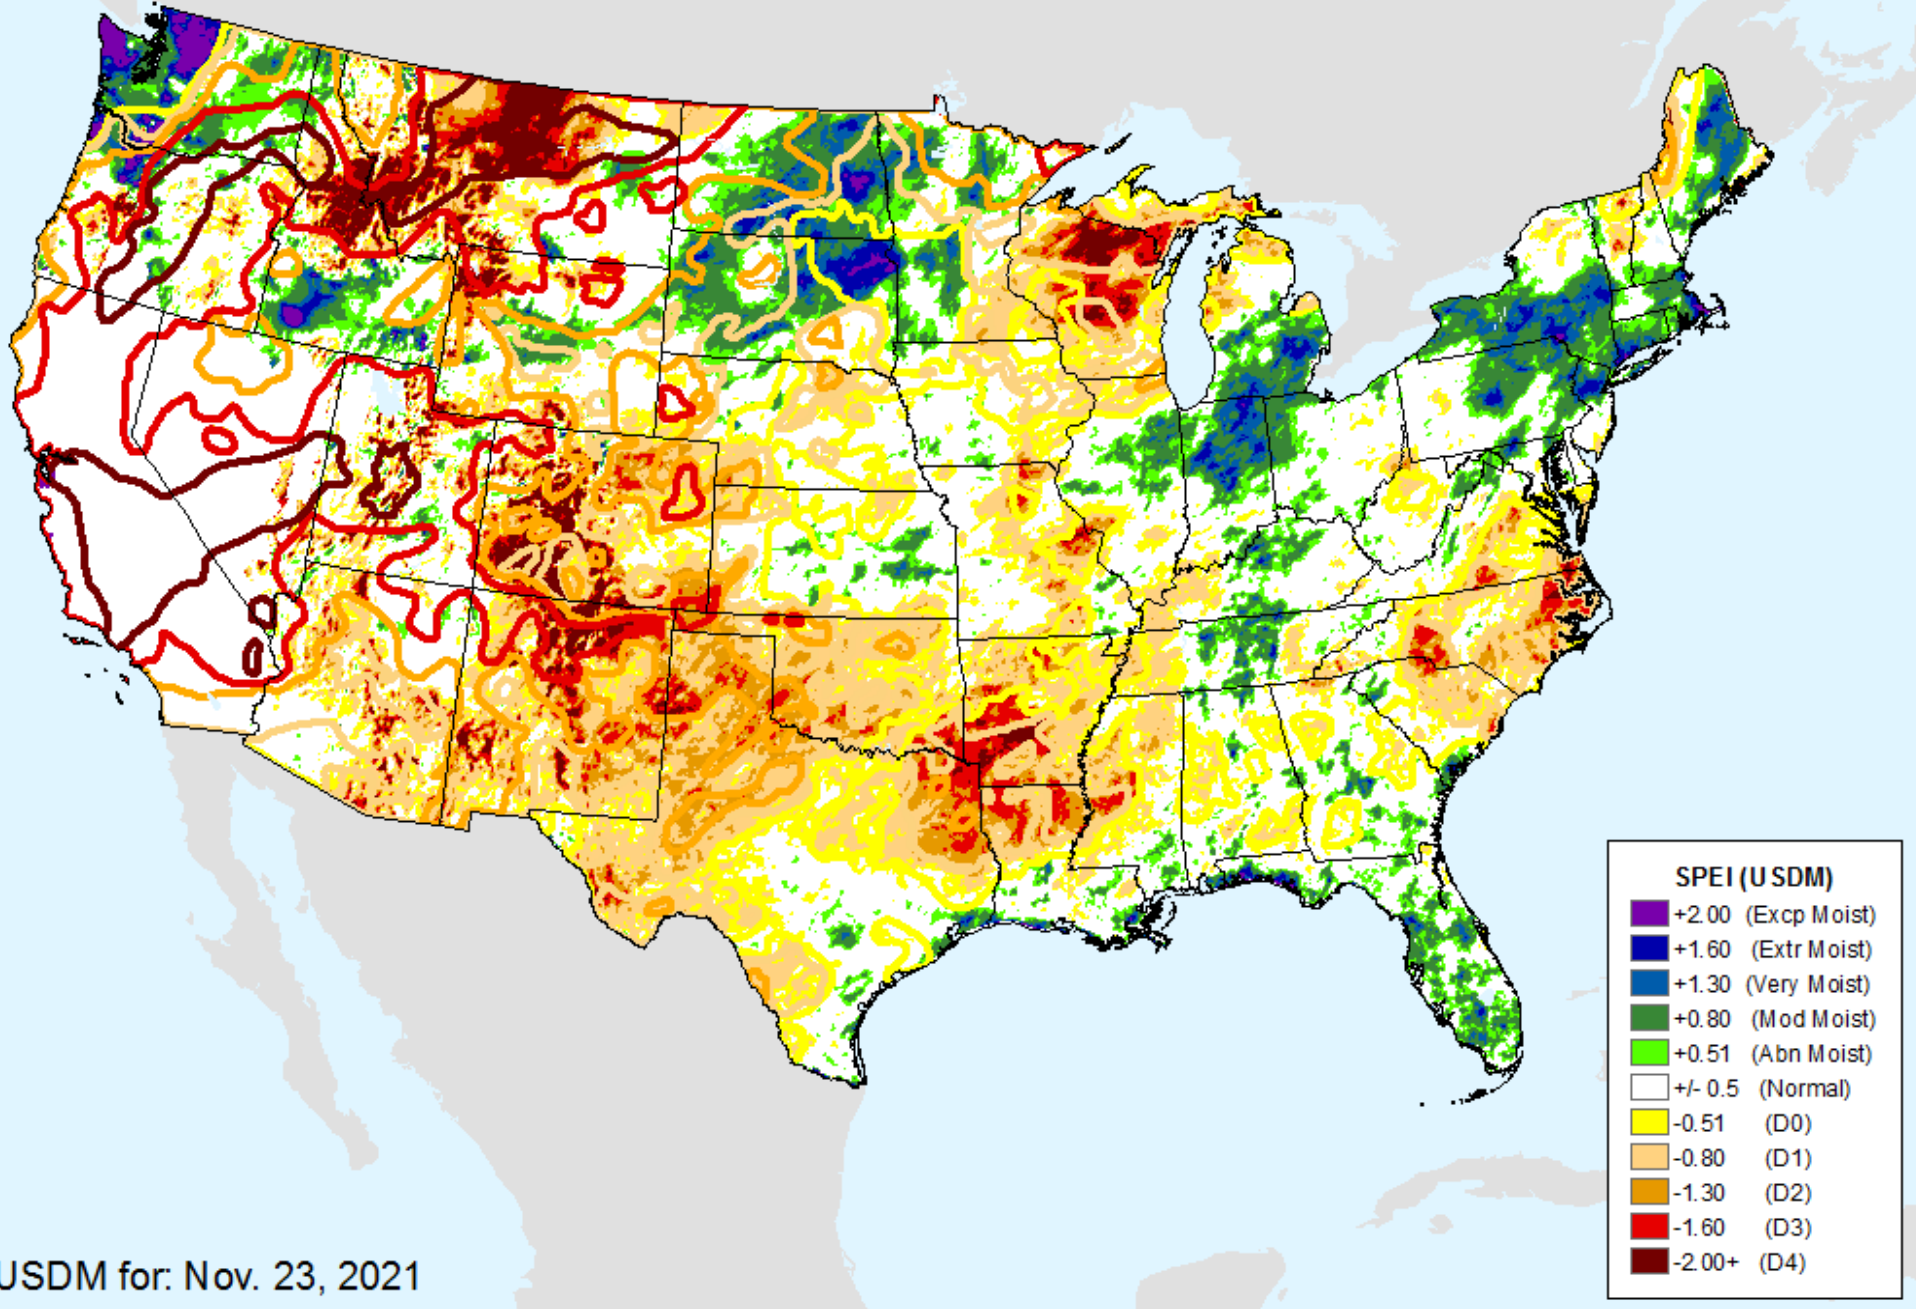 SPEI (USDM)
+2.00 (Excp Moist)
+1.60 (Extr Moist)
+1.30 (Very Moist)
+0.80 (Mod Moist)
+0.51 (Abn Moist)
+/- 0.5 (Normal)
-0.51 (D0)
-0.80 (D1)
-1.30 (D2)
-1.60 (D3)
-2.00+ (D4)
USDM for: Nov. 23, 2021